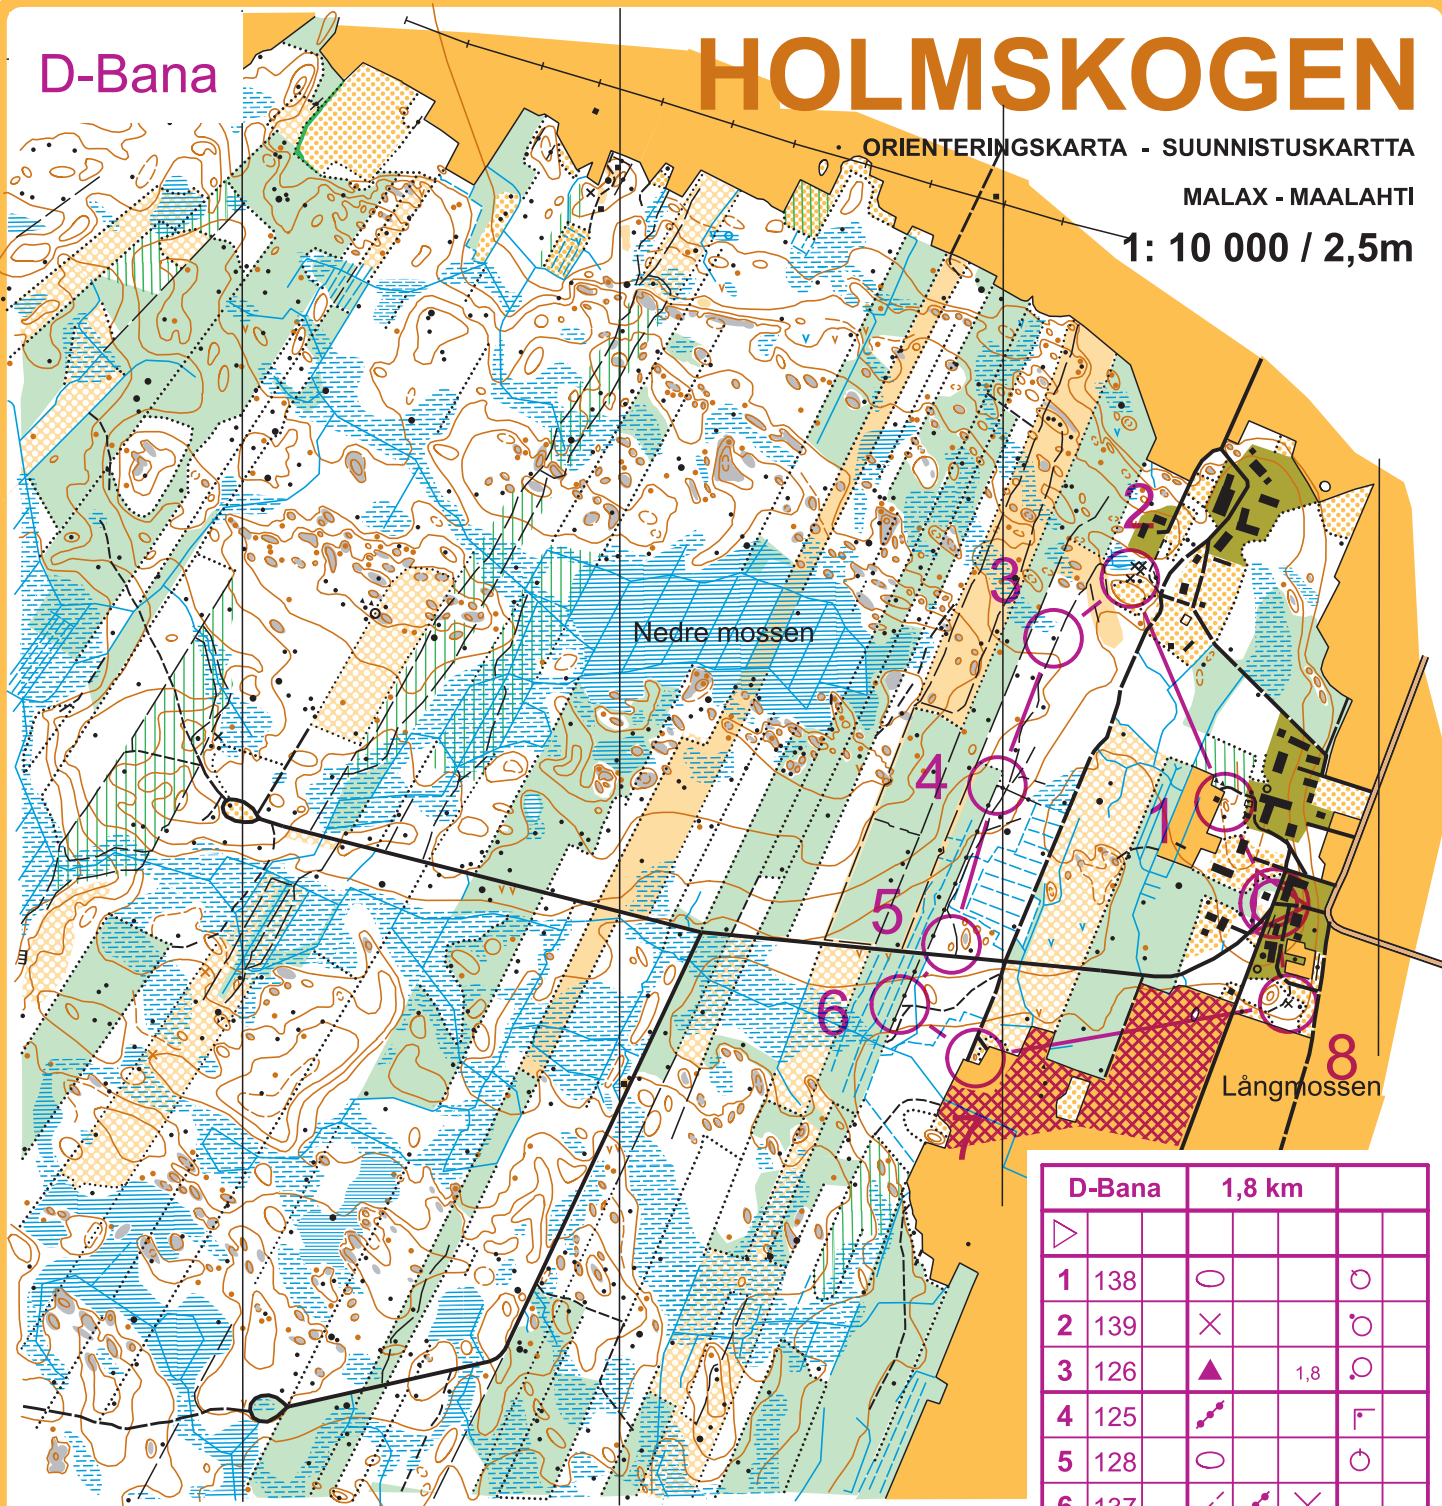 D-Bana
HOLMSKOGEN
ORIENTERINGSKARTA - SUUNNISTUSKARTTA
MALAX - MAALAHTI
1: 10 000 / 2,5m
2
3
Nedre mossen
4
1
5
6
8
Långmossen
7
D-Bana 1,8 km
1 138
2 139
3 126 1,8
4 125
5 128
6 137